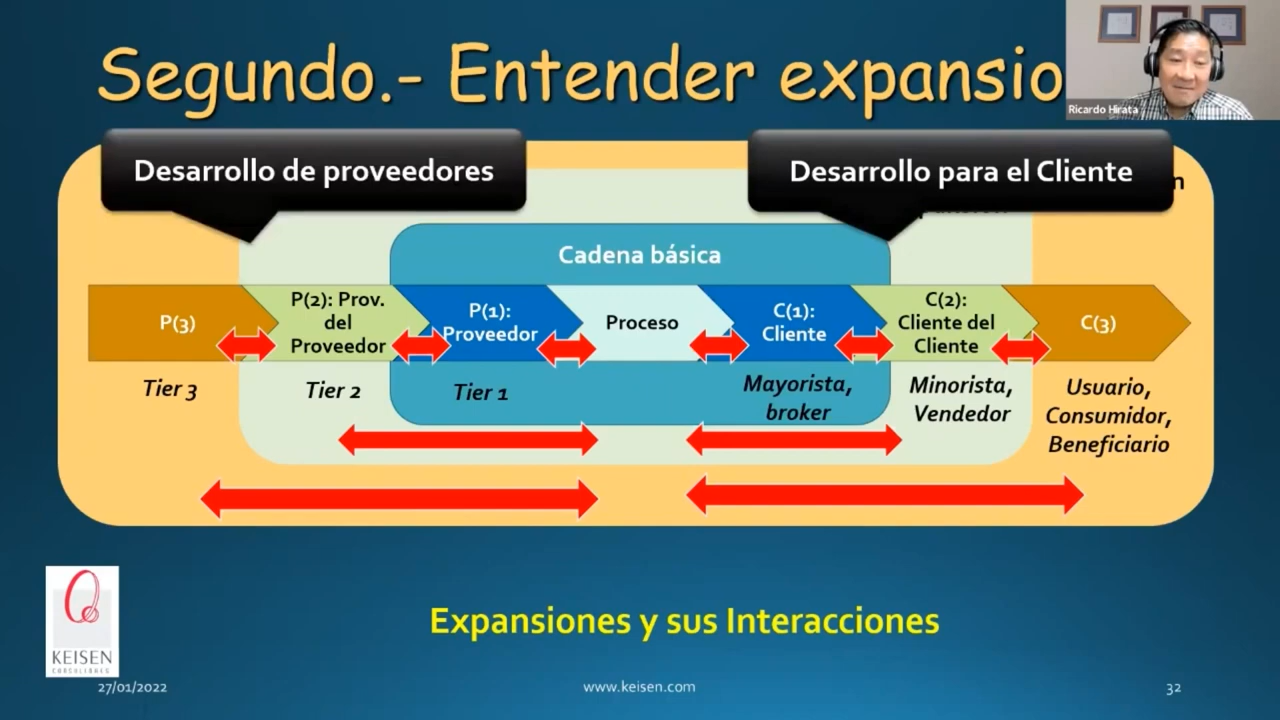 Segundo.- Entender expansio
Ricardo Hirata
Desarrollo de proveedores
Desarrollo para el Cliente
n
Cadena básica
P(3)
P(2): Prov.
del
Proveedor
P(1):
Proveedor
Proceso
C(1):
Cliente
C(2):
Cliente del
Cliente
C(3)
Tier 3
Tier 2
Tier 1
Mayorista,
broker
Minorista,
Vendedor
Usuario,
Consumidor,
Beneficiario
Expansiones y sus Interacciones
KEISEN
CONSULTORES
27/01/2022
www.keisen.com
32